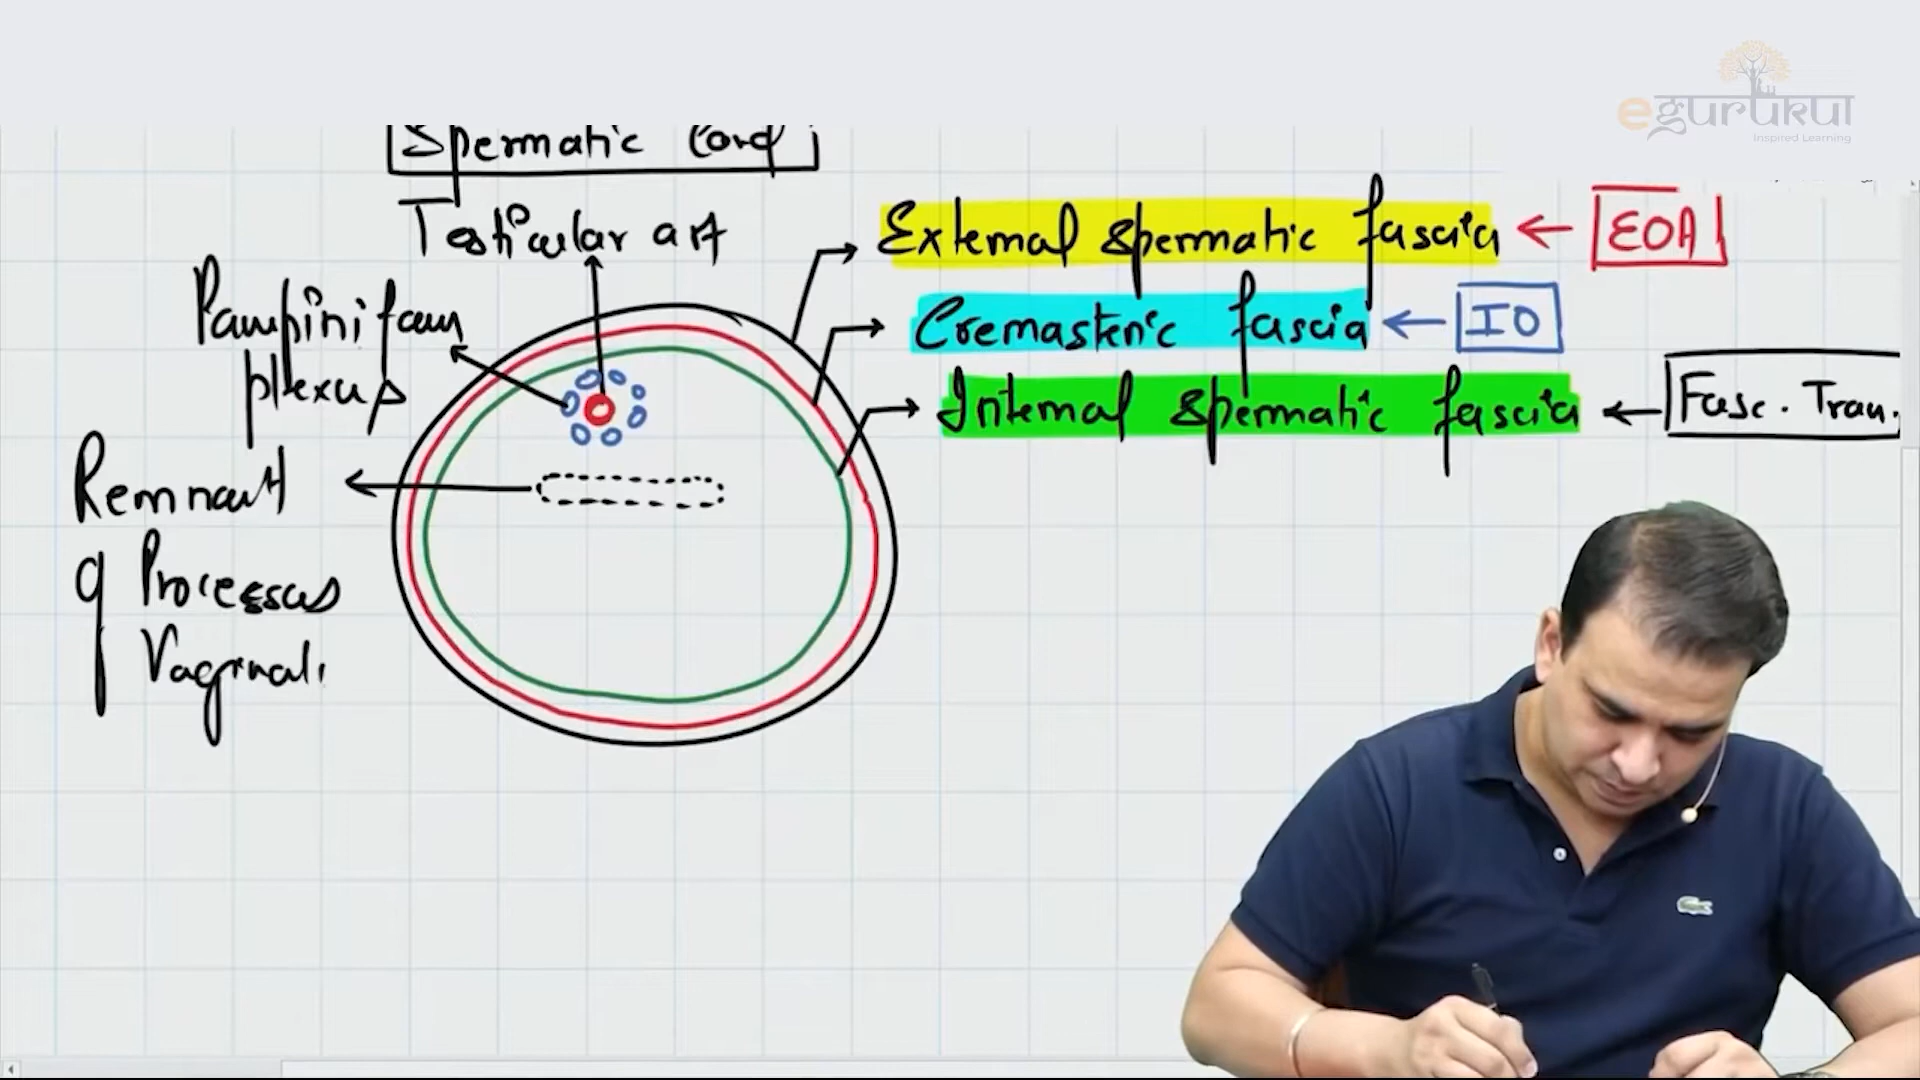 eGurukul
Inspired Learning
Spermatic Cord
Testicular art
External spermatic fascia ← EOA
Pampiniform
plexus
Cremasteric fascia ← IO
Internal spermatic fascia ← Fasc. Tran.
Remnant
of Processus
Vaginali